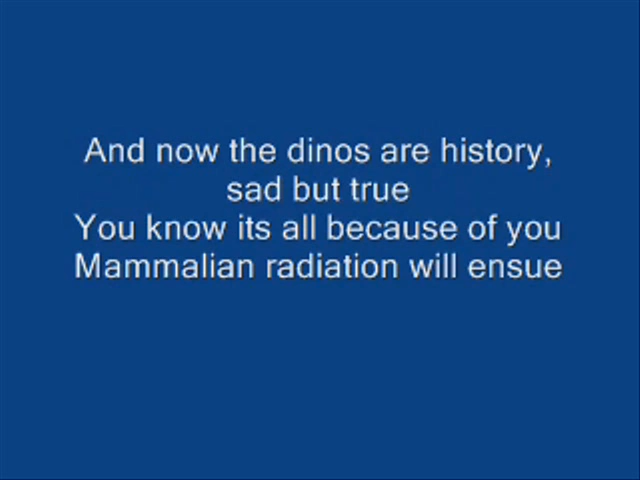 And now the dinos are history,
sad but true
You know its all because of you
Mammalian radiation will ensue